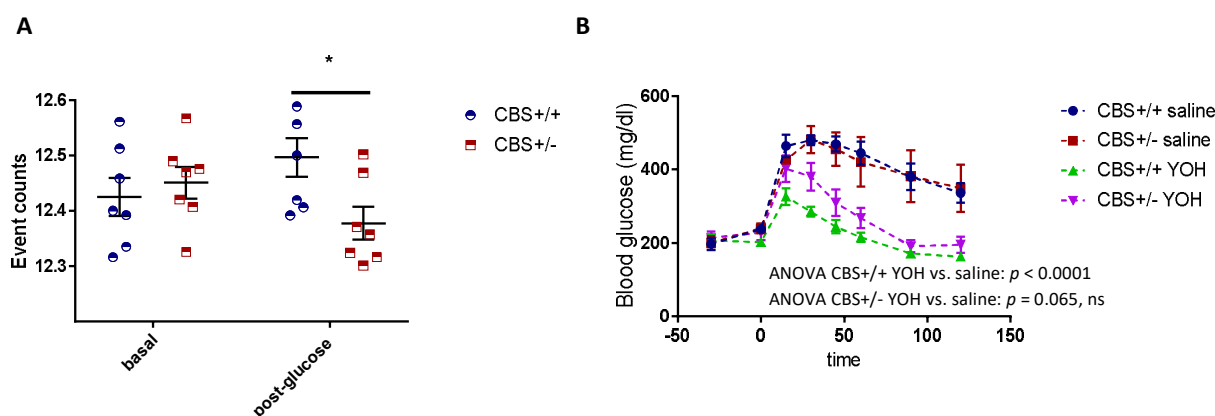 A
*
12.6
12.5
12.4
12.3
Event counts
basal
post-glucose
CBS+/+
CBS+/-
B
600
400
200
0
Blood glucose (mg/dl)
-50
0
50
100
150
time
CBS+/+ saline
CBS+/- saline
CBS+/+ YOH
CBS+/- YOH
ANOVA CBS+/+ YOH vs. saline: p < 0.0001
ANOVA CBS+/- YOH vs. saline: p = 0.065, ns